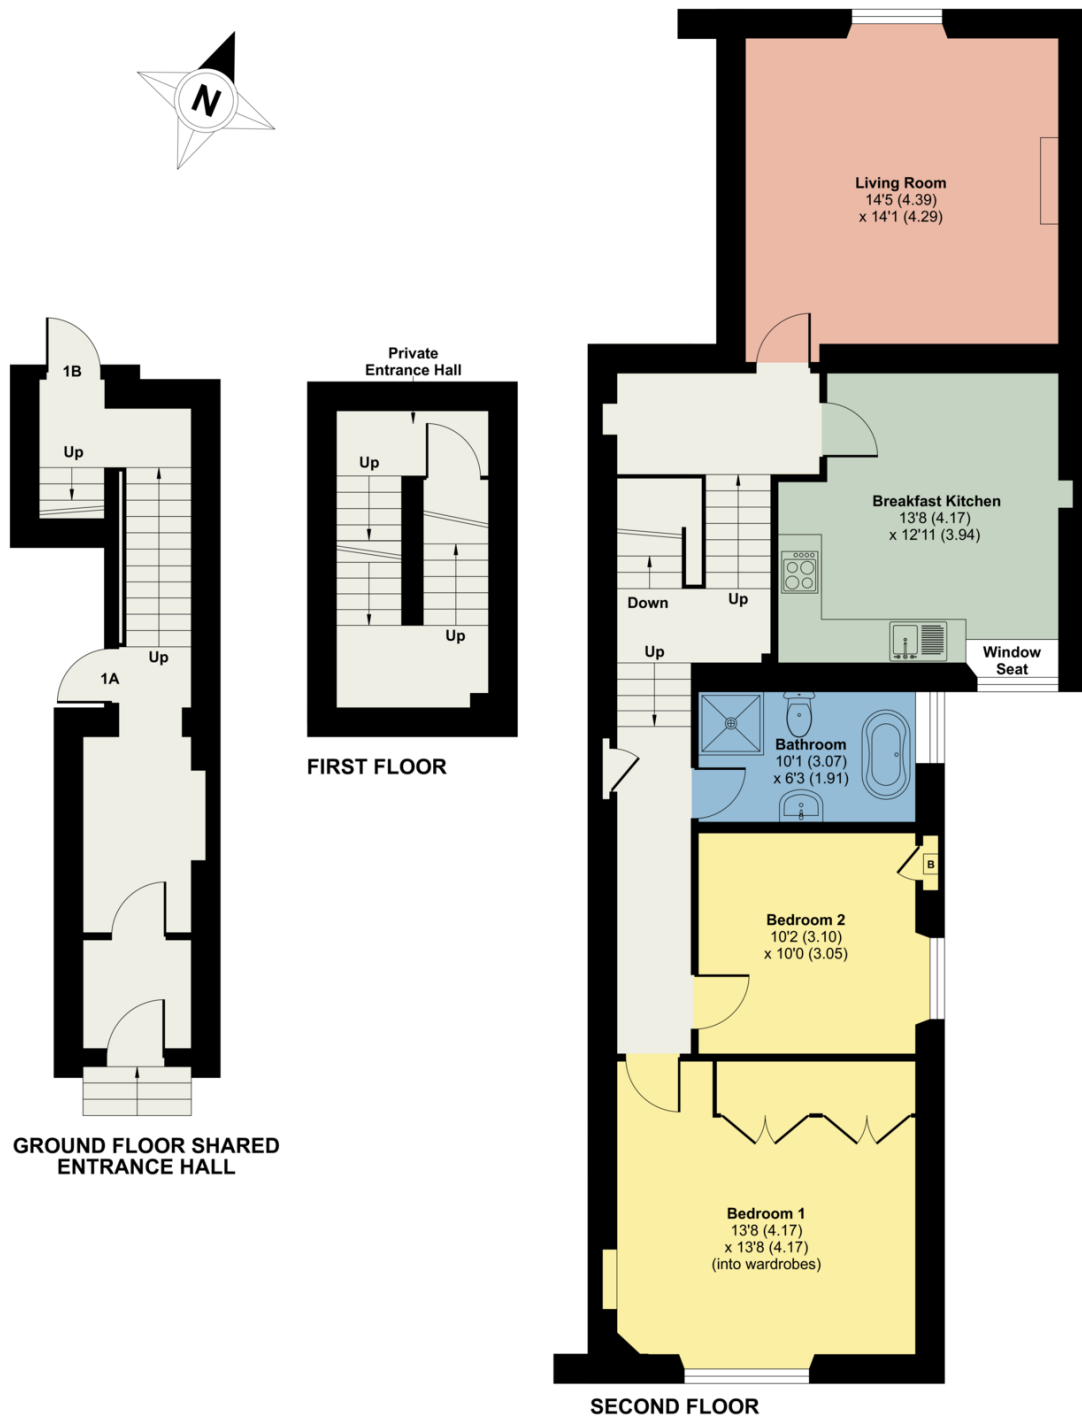 N
Living Room
14'5 (4.39)
x 14'1 (4.29)
1B
Up
Up
1A
GROUND FLOOR SHARED
ENTRANCE HALL
Private
Entrance Hall
Up
Up
FIRST FLOOR
Breakfast Kitchen
13'8 (4.17)
x 12'11 (3.94)
Window
Seat
Down
Up
Up
Bathroom
10'1 (3.07)
x 6'3 (1.91)
B
Bedroom 2
10'2 (3.10)
x 10'0 (3.05)
Bedroom 1
13'8 (4.17)
x 13'8 (4.17)
(into wardrobes)
SECOND FLOOR